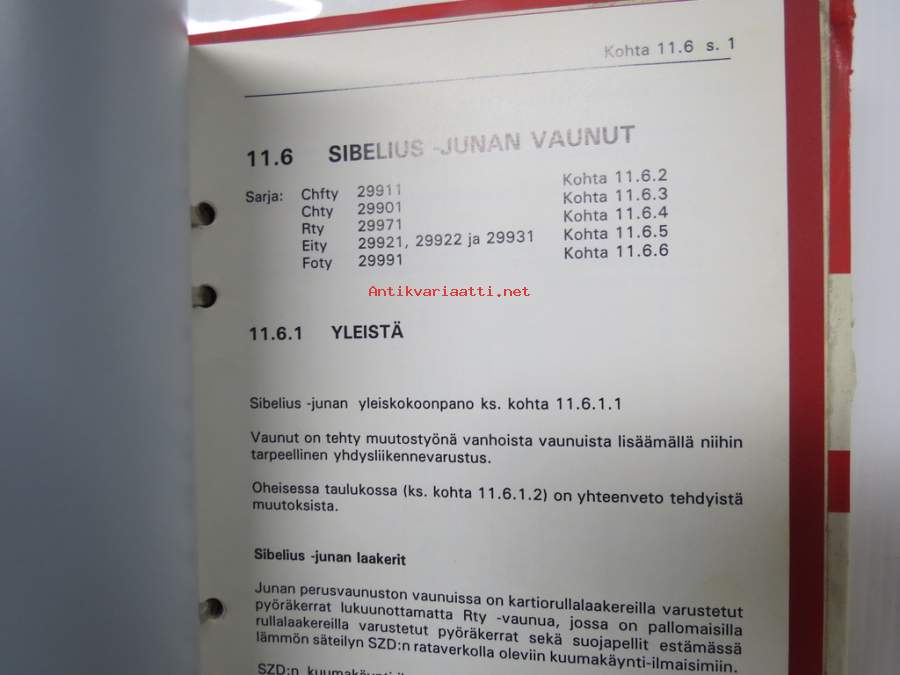 Kohta 11.6 s. 1
11.6 SIBELIUS -JUNAN VAUNUT
Sarja: Chfty 29911 Kohta 11.6.2
Chty 29901 Kohta 11.6.3
Rty 29971 Kohta 11.6.4
Eity 29921, 29922 ja 29931 Kohta 11.6.5
Foty 29991 Kohta 11.6.6
Antikvariaatti.net
11.6.1 YLEISTÄ
Sibelius -junan yleiskokoonpano ks. kohta 11.6.1.1
Vaunut on tehty muutostyönä vanhoista vaunuista lisäämällä niihin
tarpeellinen yhdysliikennevarustus.
Oheisessa taulukossa (ks. kohta 11.6.1.2) on yhteenveto tehdyistä
muutoksista.
Sibelius -junan laakerit
Junan perusvaunuston vaunuissa on kartiorullalaakereilla varustetut
pyöräkerrat lukuunottamatta Rty -vaunua, jossa on pallomaisilla
rullalaakereilla varustetut pyöräkerrat sekä suojapellit estämässä
lämmön säteilyn SZD:n rataverkolla oleviin kuumakäynti-ilmaisimiin.
SZD:n